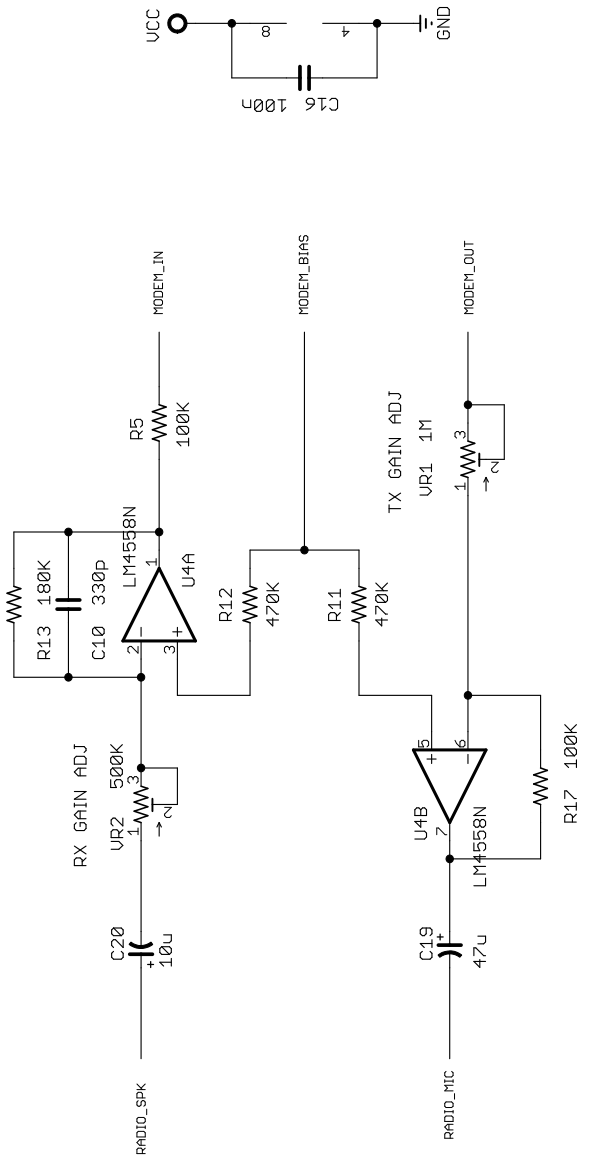 VCC
8
4
GND
C16
100n
MODEM_IN
MODEM_BIAS
MODEM_OUT
R5
100K
TX GAIN ADJ
VR1 1M
1
3
2
R13 180K
C10 330p
LM4558N
U4A
1
2
3
-
+
R12
470K
R11
470K
RX GAIN ADJ
VR2 500K
1
3
2
5
6
+
-
U4B
7
LM4558N
R17 100K
C20
10u
+
C19
47u
+
RADIO_SPK
RADIO_MIC